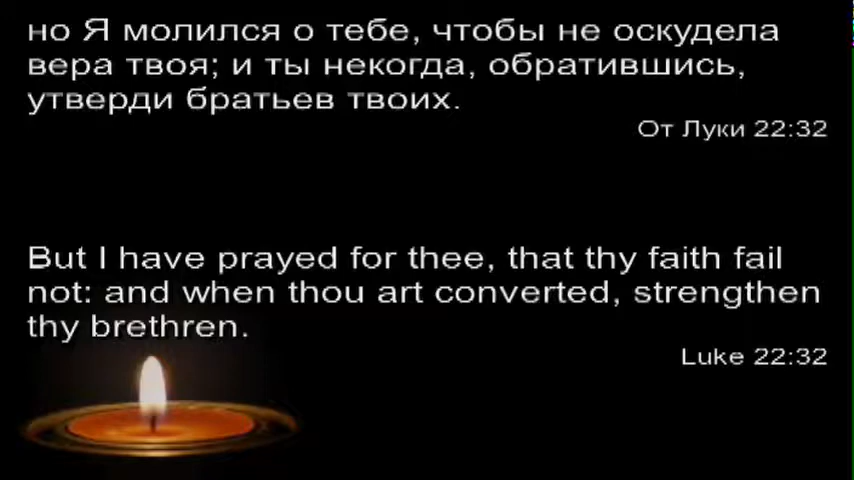 но Я молился о тебе, чтобы не оскудела
вера твоя; и ты некогда, обратившись,
утверди братьев твоих.
От Луки 22:32
But I have prayed for thee, that thy faith fail
not: and when thou art converted, strengthen
thy brethren.
Luke 22:32